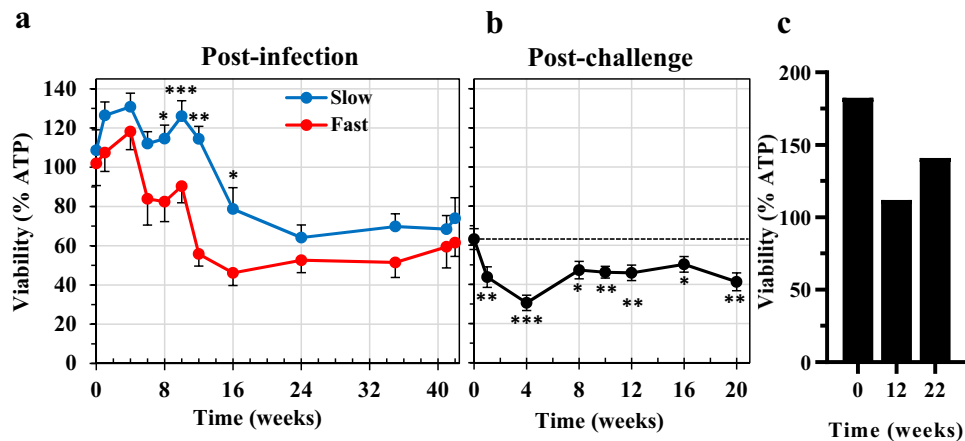 a
b
c
Post-infection
Post-challenge
Viability (% ATP)
140
120
100
80
60
40
20
0
***
*
**
*
Slow
Fast
0 8 16 24 32 40
Time (weeks)
**
***
*
**
**
*
**
0 4 8 12 16 20
Time (weeks)
Viability (% ATP)
200
150
100
50
0
0 12 22
Time (weeks)